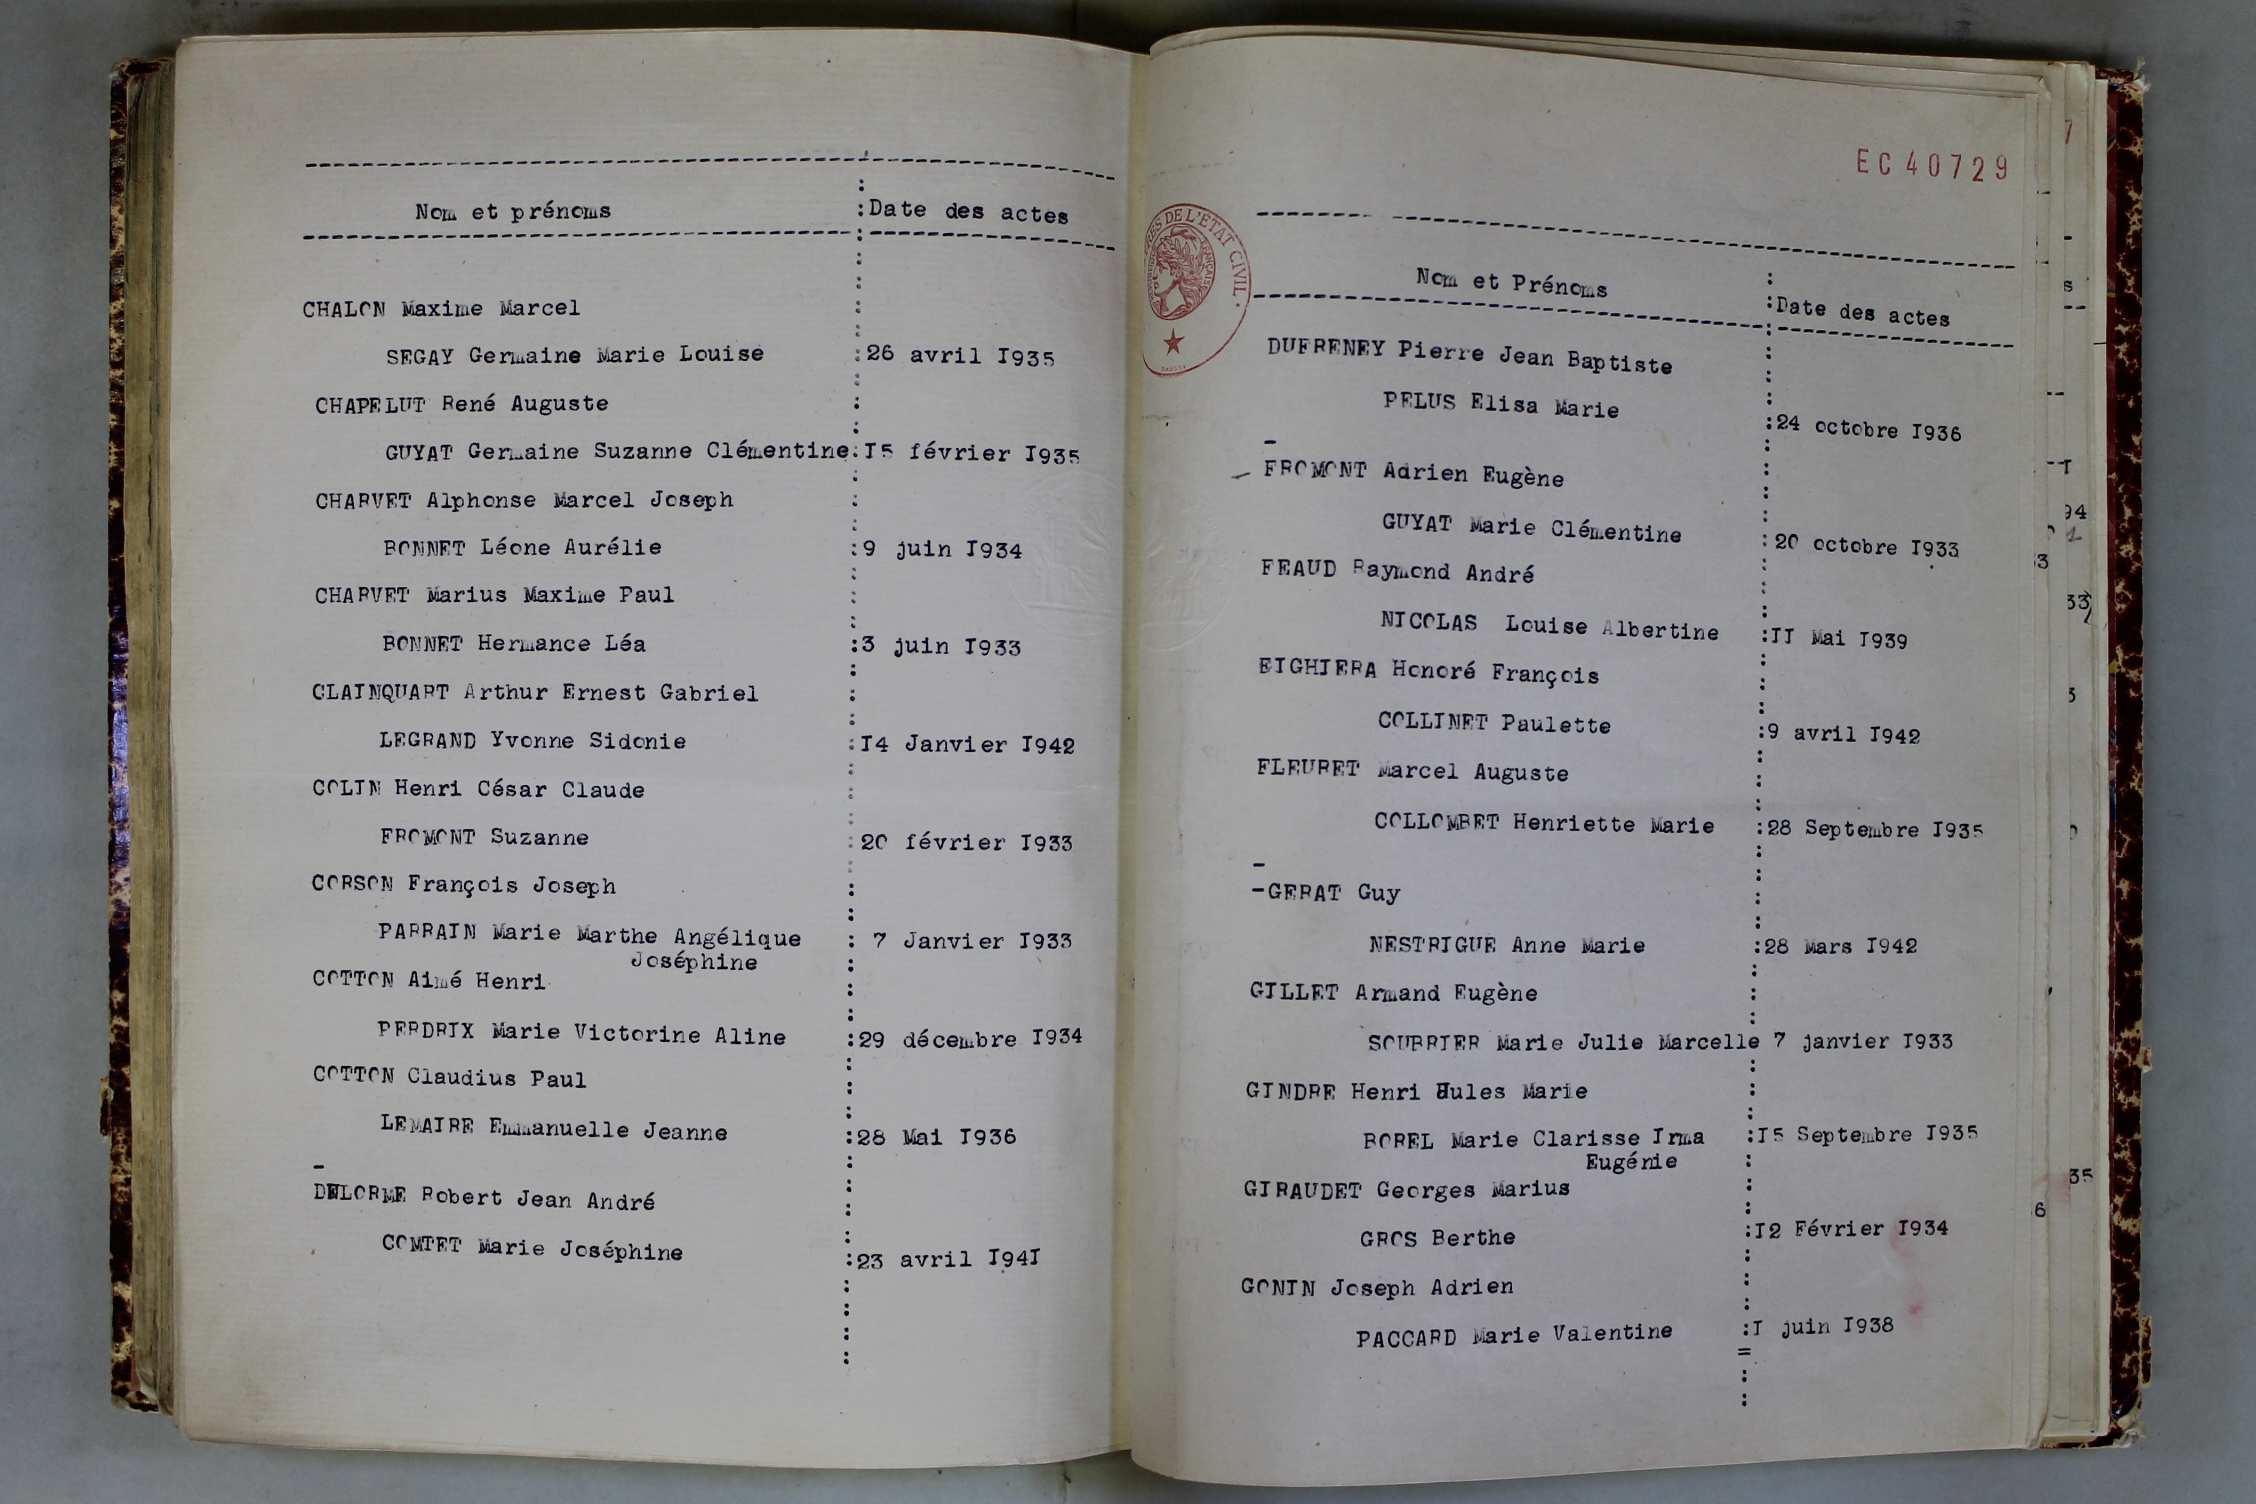 Nom et prénoms :Date des actes
CHALON Maxime Marcel
SEGAY Germaine Marie Louise :26 avril I935
CHAPELUT René Auguste
GUYAT Germaine Suzanne Clémentine:I5 février I935
CHARVET Alphonse Marcel Joseph
BONNET Léone Aurélie :9 juin I934
CHARVET Marius Maxime Paul
BONNET Hermance Léa :3 juin I933
CLAINQUART Arthur Ernest Gabriel
LEGRAND Yvonne Sidonie :I4 Janvier I942
COLIN Henri César Claude
FROMONT Suzanne :20 février I933
CORSON François Joseph
PARRAIN Marie Marthe Angélique : 7 Janvier I933
Joséphine
COTTON Aimé Henri
PERDRIX Marie Victorine Aline :29 décembre I934
COTTON Claudius Paul
LEMAIRE Emmanuelle Jeanne :28 Mai I936
DELORME Robert Jean André
COMTET Marie Joséphine :23 avril I94I
EC40729
DE L'ETAT CIVIL
Nom et Prénoms :Date des actes
DUFRENEY Pierre Jean Baptiste
PELUS Elisa Marie :24 octobre I936
FROMONT Adrien Eugène
GUYAT Marie Clémentine :20 octobre I933
FEAUD Raymond André
NICOLAS Louise Albertine :II Mai I939
EIGHIERA Honoré François
COLLINET Paulette :9 avril I942
FLEURET Marcel Auguste
COLLOMBET Henriette Marie :28 Septembre I935
-GERAT Guy
NESTRIGUE Anne Marie :28 Mars I942
GILLET Armand Eugène
SOUBRIER Marie Julie Marcelle 7 janvier I933
GINDRE Henri Jules Marie
BOREL Marie Clarisse Irma :I5 Septembre I935
Eugénie
GIRAUDET Georges Marius
GROS Berthe :I2 Février I934
GONIN Joseph Adrien
PACCARD Marie Valentine :I juin I938